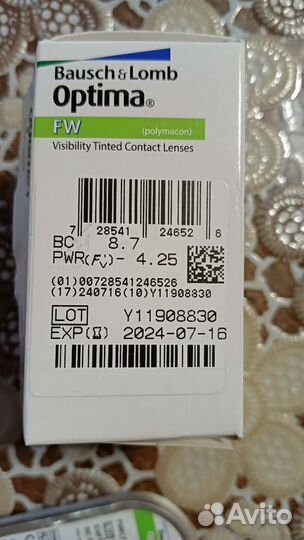 Bausch & Lomb
Optima®
FW (polymacon)
Visibility Tinted Contact Lenses
7 28541 24652 6
BC 8.7
PWR(Fv)- 4.25
(01)00728541246526
(17)240716(10)Y11908830
LOT Y11908830
EXP 2024-07-16
Avito